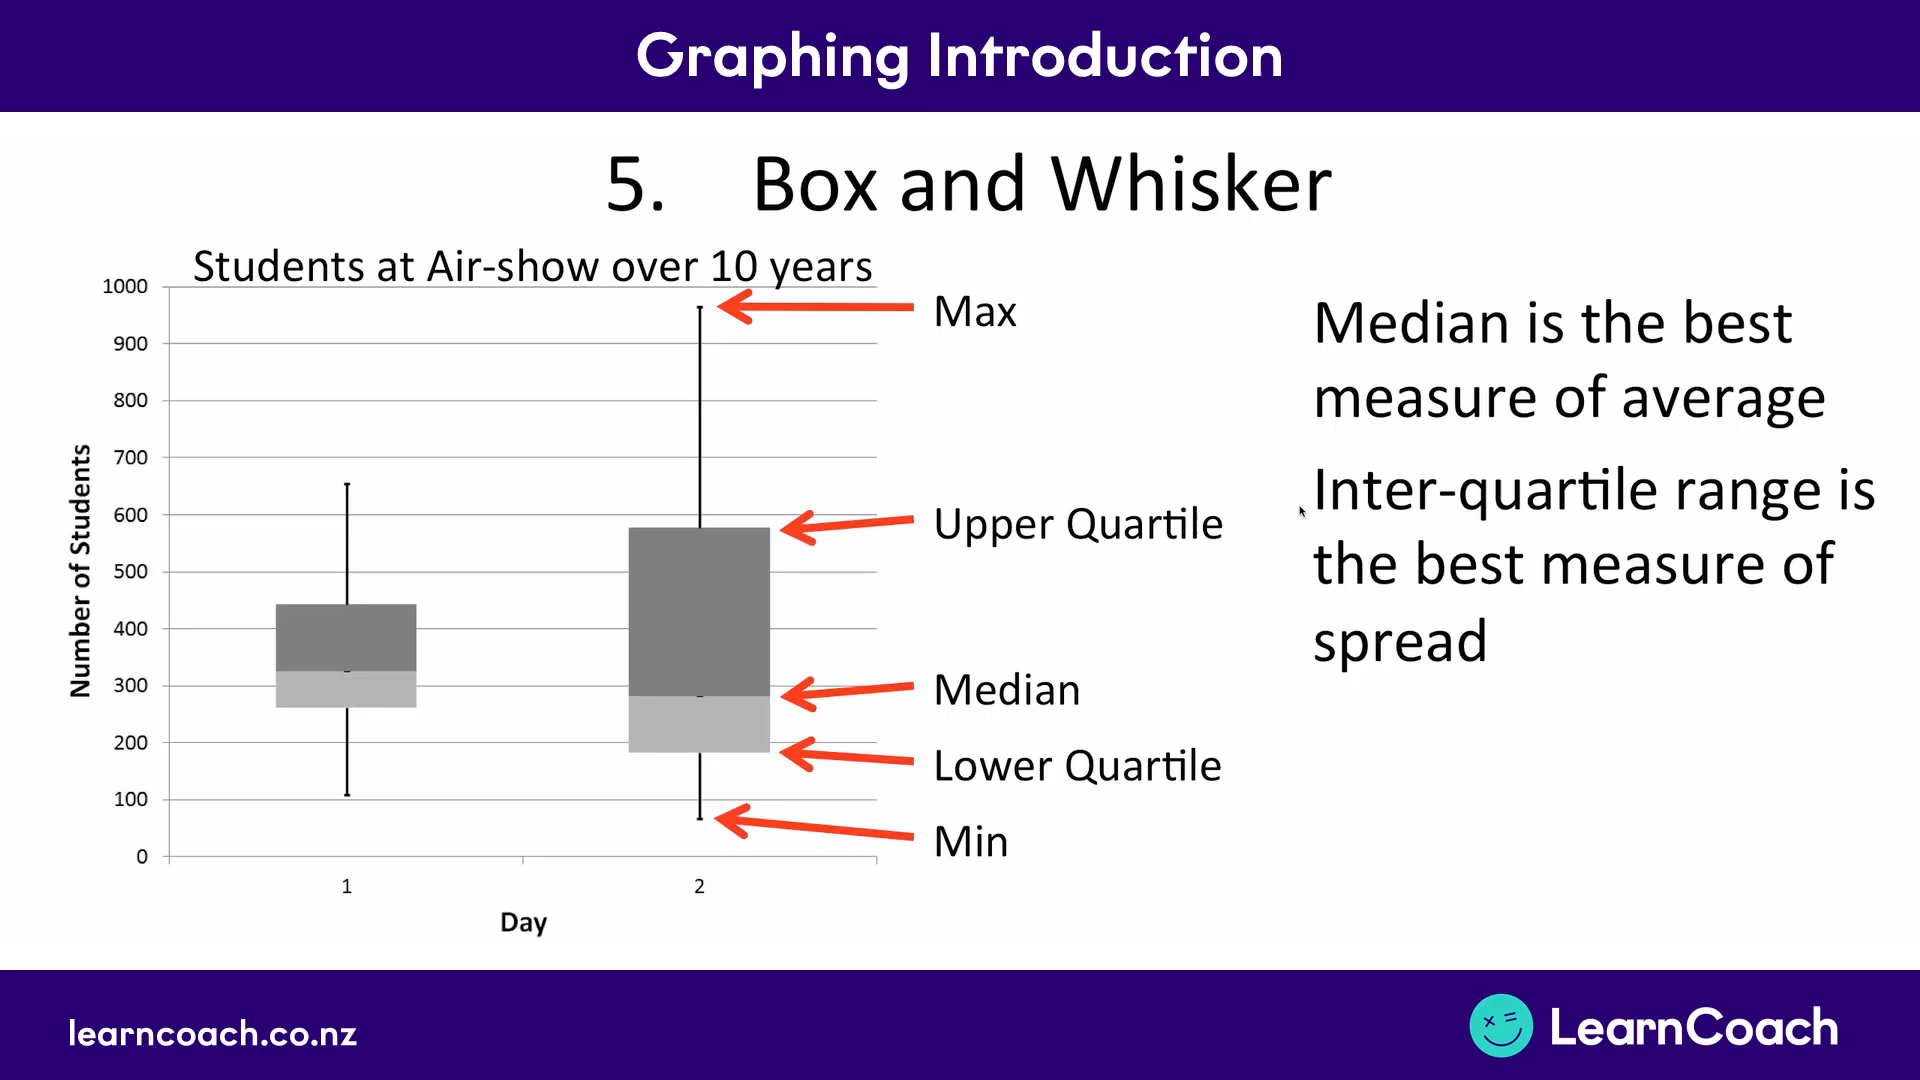 Graphing Introduction
5. Box and Whisker
Students at Air-show over 10 years
1000
900
800
700
600
500
400
300
200
100
0
Number of Students
1
2
Day
Max
Upper Quartile
Median
Lower Quartile
Min
Median is the best
measure of average
Inter-quartile range is
the best measure of
spread
learncoach.co.nz
LearnCoach